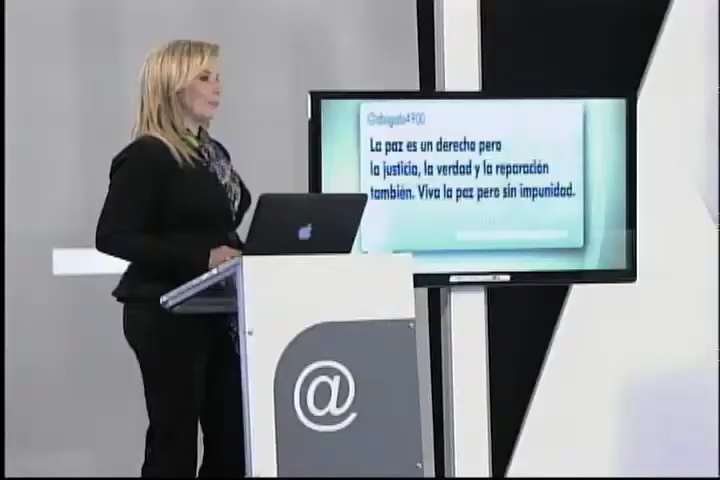 @abogado4900
La paz es un derecho pero
la justicia, la verdad y la reparación
también. Viva la paz pero sin impunidad.
@